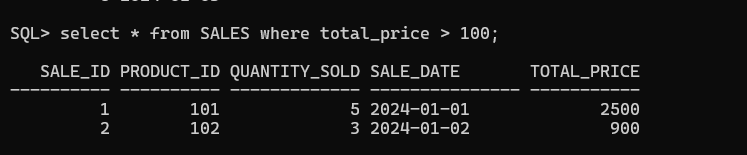 SQL> select * from SALES where total_price > 100;
SALE_ID PRODUCT_ID QUANTITY_SOLD SALE_DATE TOTAL_PRICE
---------- ---------- ------------- --------------- -----------
1 101 5 2024-01-01 2500
2 102 3 2024-01-02 900